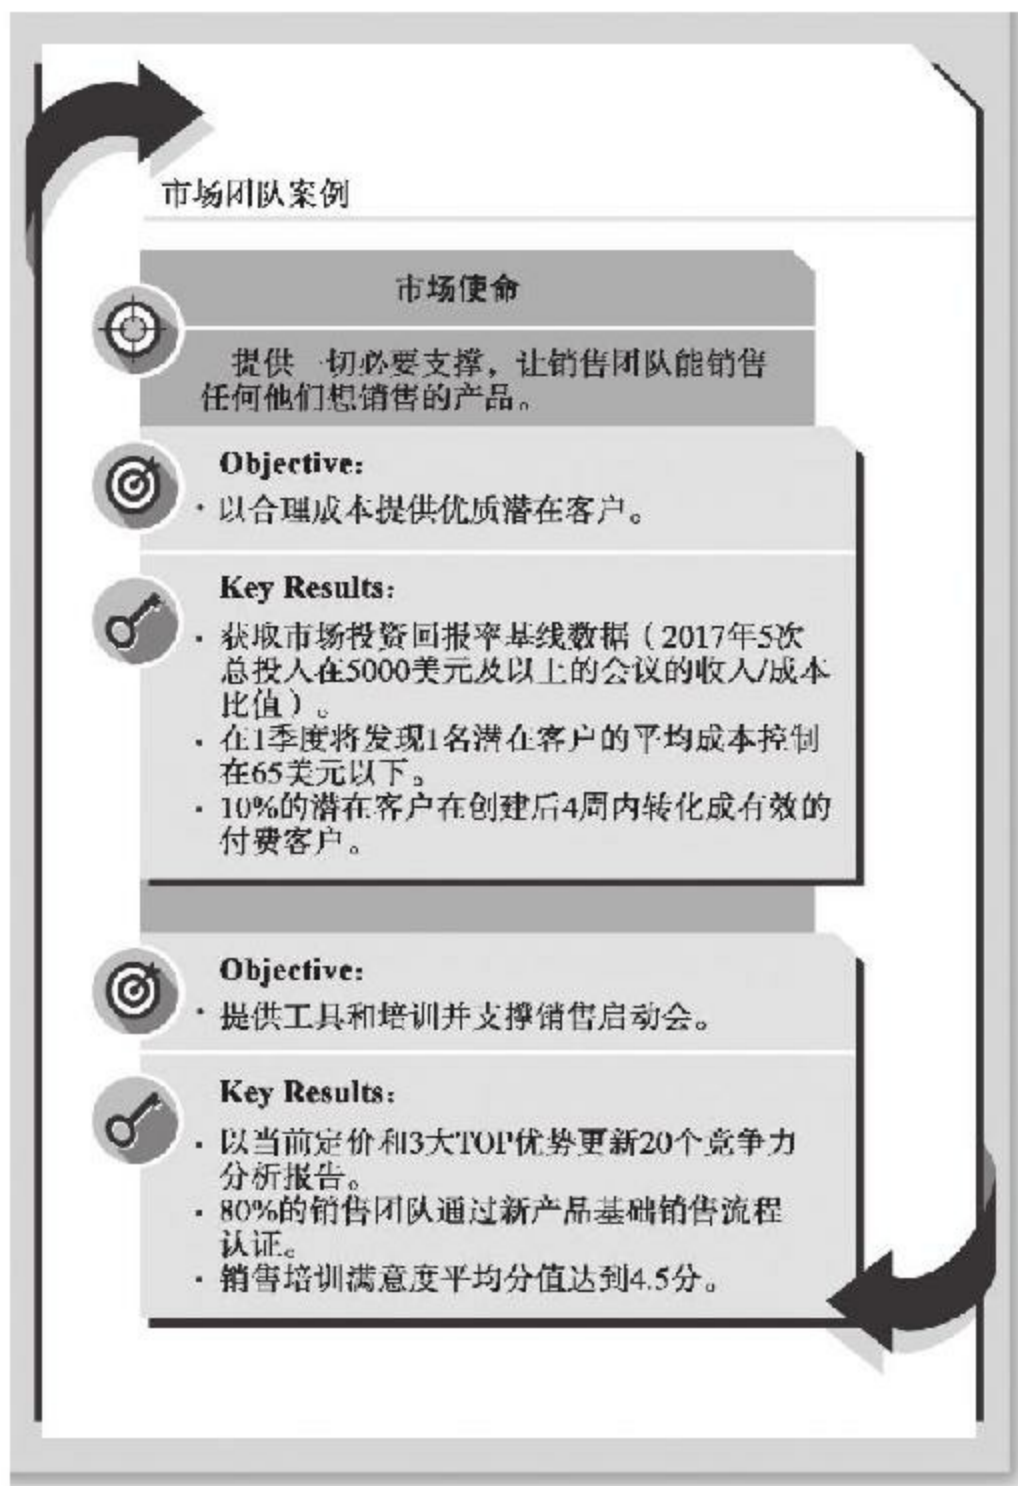 市场团队案例
市场使命
提供一切必要支撑，让销售团队能销售
任何他们想销售的产品。
Objective:
· 以合理成本提供优质潜在客户。
Key Results:
· 获取市场投资回报率基线数据（2017年5次
总投入在5000美元及以上的会议的收入/成本
比值）。
· 在1季度将发现1名潜在客户的平均成本控制
在65美元以下。
· 10%的潜在客户在创建后4周内转化成有效的
付费客户。
Objective:
· 提供工具和培训并支撑销售启动会。
Key Results:
· 以当前定价和3大TOP优势更新20个竞争力
分析报告。
· 80%的销售团队通过新产品基础销售流程
认证。
· 销售培训满意度平均分值达到4.5分。